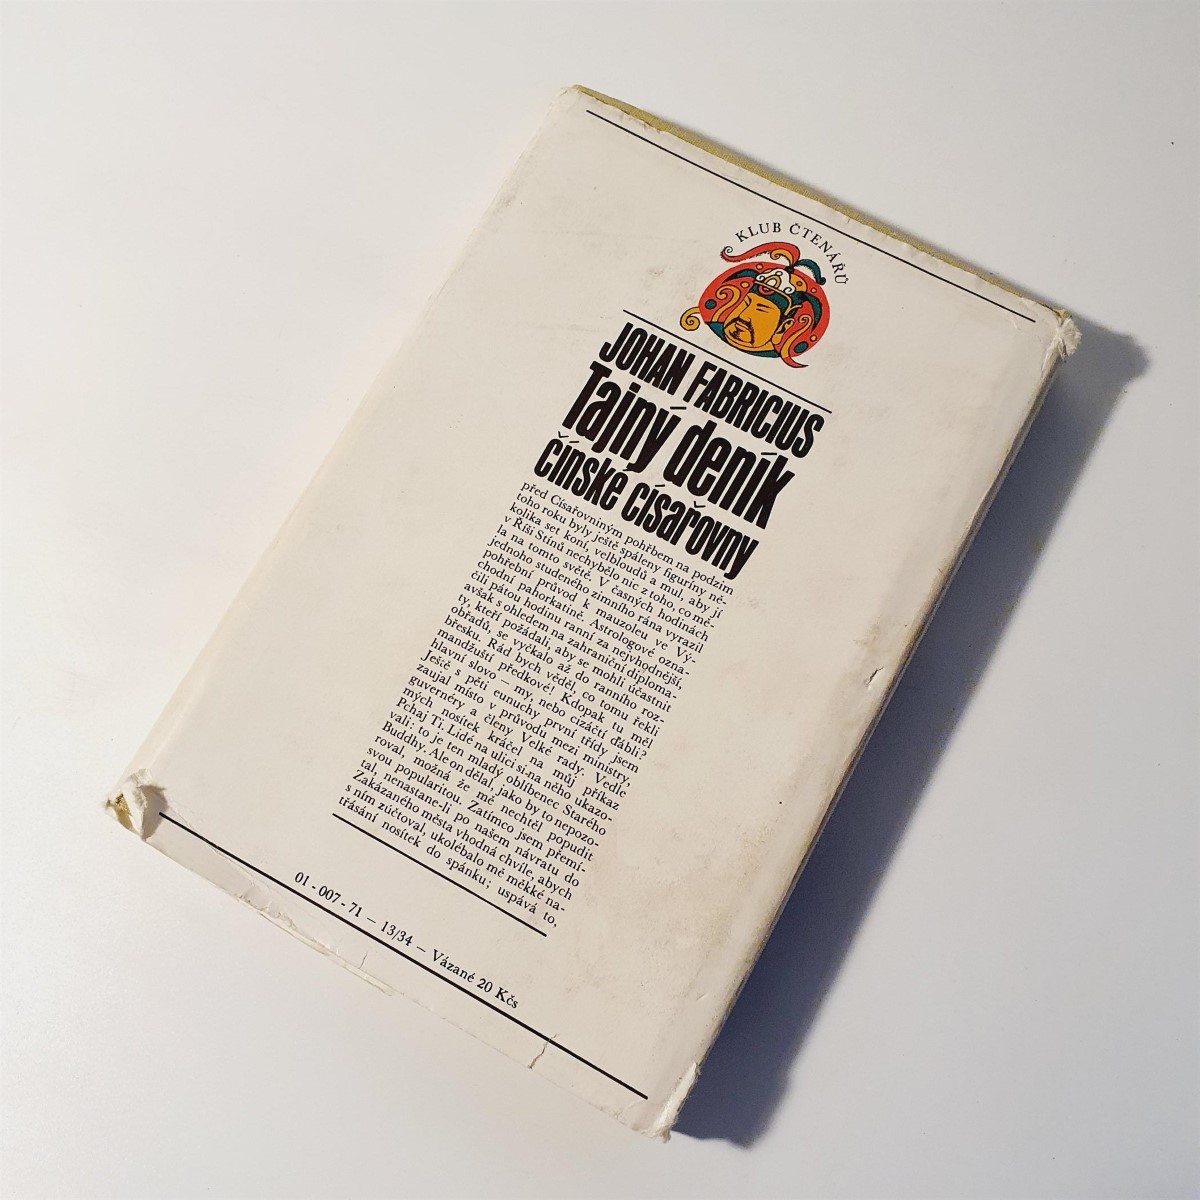 KLUB ČTENÁŘŮ
JOHAN FABRICIUS
Tajný deník
čínské císařovny
před Císařovniným pohřbem na podzim
toho roku byly ještě spáleny figuríny ně-
kolika set koní, velbloudů a mul, aby jí
v Říši Stínů nechybělo nic z toho, co mě-
la na tomto světě. V časných hodinách
jednoho studeného zimního rána vyrazil
pohřební průvod k mauzoleu ve Vý-
chodní pahorkatině. Astrologové ozna-
čili pátou hodinu ranní za nejvhodnější,
avšak s ohledem na zahraniční diploma-
ty, kteří požádali, aby se mohli účastnit
obřadů, se vyčkalo až do ranního roz-
břesku. Rád bych věděl, co tomu řekli
mandžuští předkové! Kdopak tu měl
hlavní slovo — my, nebo cizáčtí ďábli?
Ještě s pěti eunuchy první třídy jsem
zaujal místo v průvodu mezi ministry,
guvernéry a členy Velké rady. Vedle
mých nosítek kráčel na můj příkaz
Pchaj Ti. Lidé na ulici si na něho ukazo-
vali: to je ten mladý oblíbenec Starého
Buddhy. Ale on dělal, jako by to nepozo-
roval, možná že mě nechtěl popudit
svou popularitou. Zatímco jsem přemí-
tal, nenastane-li po našem návratu do
Zakázaného města vhodná chvíle, abych
s ním zúčtoval, ukolébalo mě měkké na-
třásání nosítek do spánku; uspává to,
01 - 007 - 71 — 13/34 — Vázané 20 Kčs